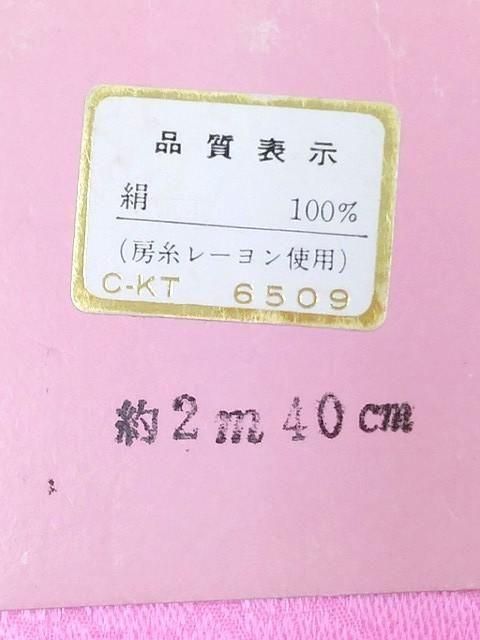 品質表示
絹 100%
(房糸レーヨン使用)
C-KT 6509
約2m40cm